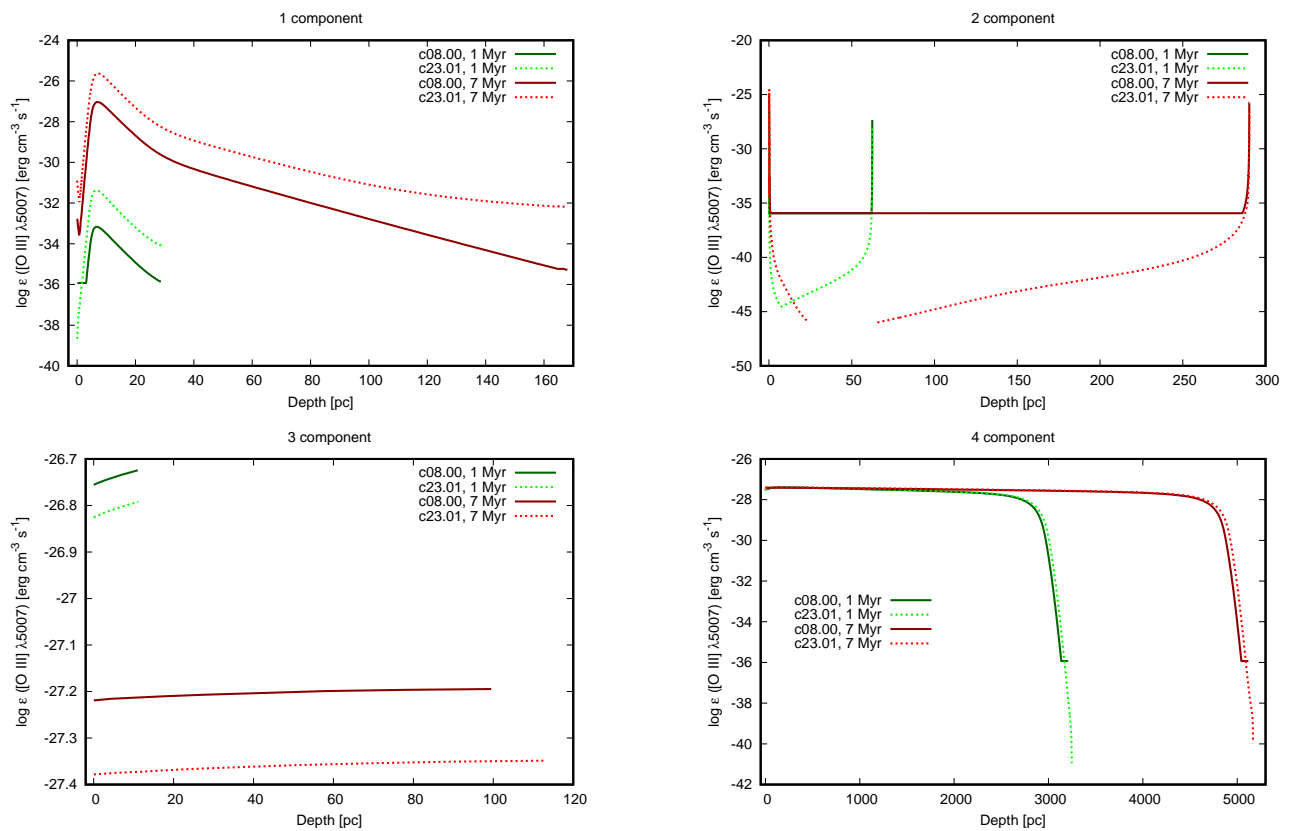 1 component
log ε ([O III] λ5007) [erg cm⁻³ s⁻¹]
-24
-26
-28
-30
-32
-34
-36
-38
-40
0 20 40 60 80 100 120 140 160
Depth [pc]
c08.00, 1 Myr
c23.01, 1 Myr
c08.00, 7 Myr
c23.01, 7 Myr
2 component
log ε ([O III] λ5007) [erg cm⁻³ s⁻¹]
-20
-25
-30
-35
-40
-45
-50
0 50 100 150 200 250 300
Depth [pc]
c08.00, 1 Myr
c23.01, 1 Myr
c08.00, 7 Myr
c23.01, 7 Myr
3 component
log ε ([O III] λ5007) [erg cm⁻³ s⁻¹]
-26.7
-26.8
-26.9
-27
-27.1
-27.2
-27.3
-27.4
0 20 40 60 80 100 120
Depth [pc]
c08.00, 1 Myr
c23.01, 1 Myr
c08.00, 7 Myr
c23.01, 7 Myr
4 component
log ε ([O III] λ5007) [erg cm⁻³ s⁻¹]
-26
-28
-30
-32
-34
-36
-38
-40
-42
0 1000 2000 3000 4000 5000
Depth [pc]
c08.00, 1 Myr
c23.01, 1 Myr
c08.00, 7 Myr
c23.01, 7 Myr